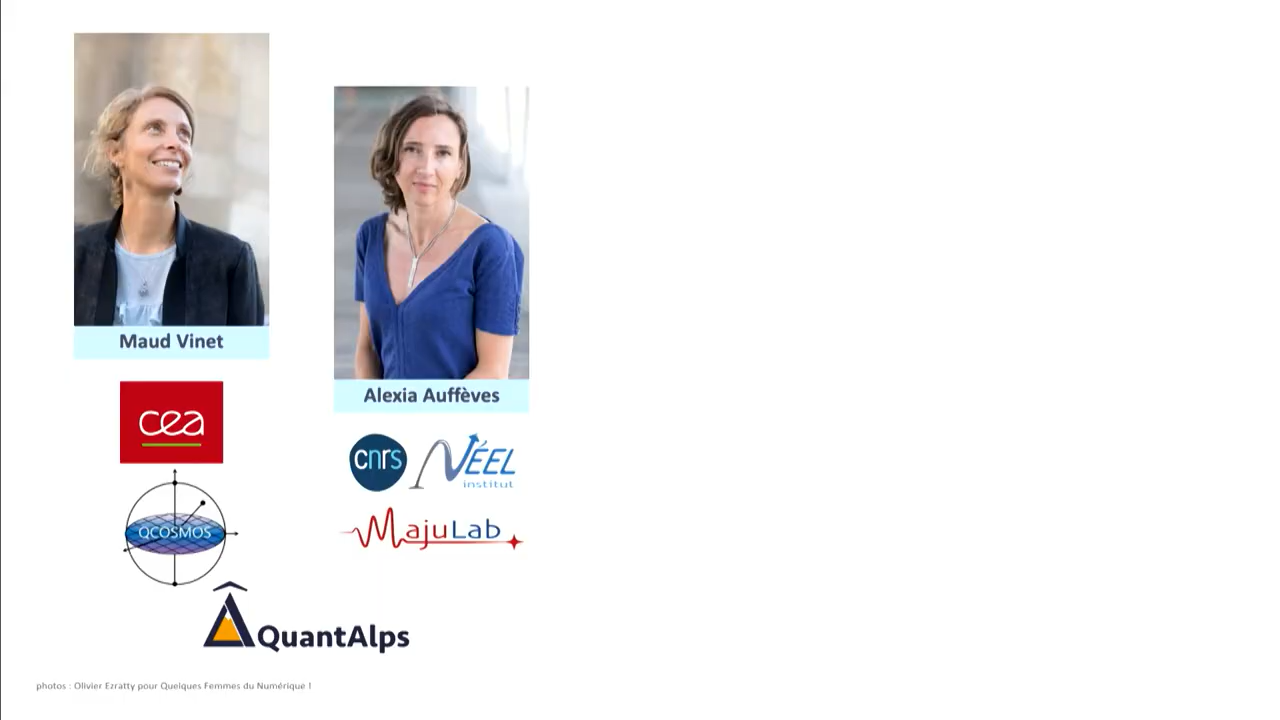 Maud Vinet
Alexia Auffèves
cea
cnrs
NÉEL
institut
QCOSMOS
MajuLab
QuantAlps
photos : Olivier Ezratty pour Quelques Femmes du Numérique !